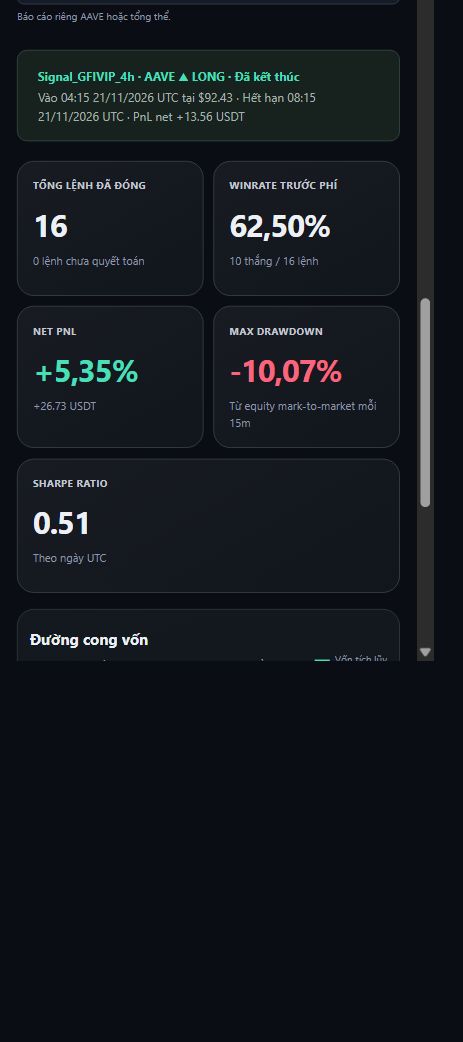 Báo cáo riêng AAVE hoặc tổng thể.
Signal_GFIVIP_4h · AAVE ▲ LONG · Đã kết thúc
Vào 04:15 21/11/2026 UTC tại $92.43 · Hết hạn 08:15
21/11/2026 UTC · PnL net +13.56 USDT
TỔNG LỆNH ĐÃ ĐÓNG
16
0 lệnh chưa quyết toán
WINRATE TRƯỚC PHÍ
62,50%
10 thắng / 16 lệnh
NET PNL
+5,35%
+26.73 USDT
MAX DRAWDOWN
-10,07%
Từ equity mark-to-market mỗi
15m
SHARPE RATIO
0.51
Theo ngày UTC
Đường cong vốn
Vốn tích lũy